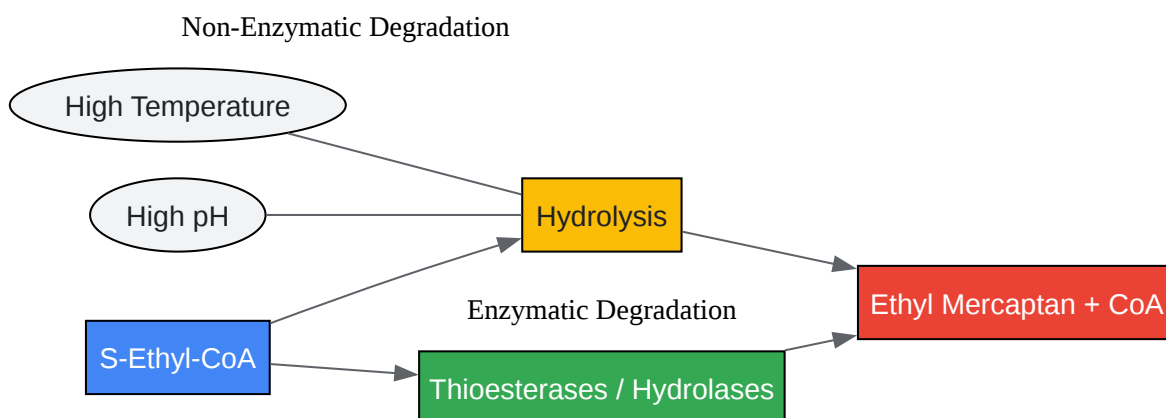 Non-Enzymatic Degradation
High Temperature
High pH
Hydrolysis
Ethyl Mercaptan + CoA
Enzymatic Degradation
S-Ethyl-CoA
Thioesterases / Hydrolases